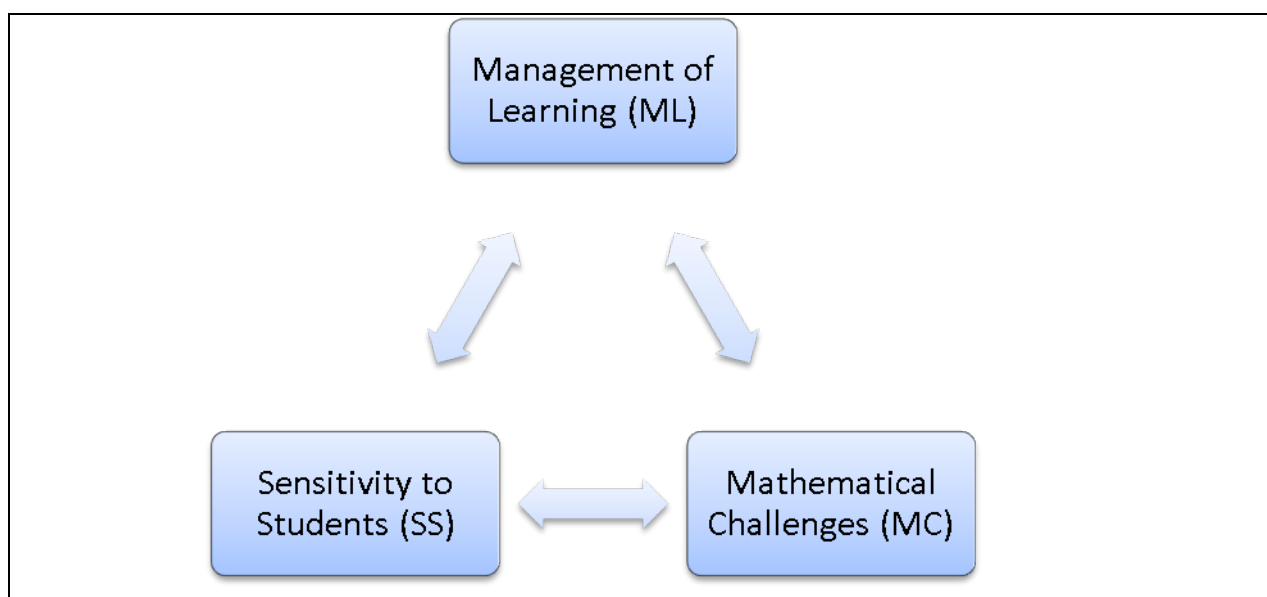 Management of
Learning (ML)
Sensitivity to
Students (SS)
Mathematical
Challenges (MC)